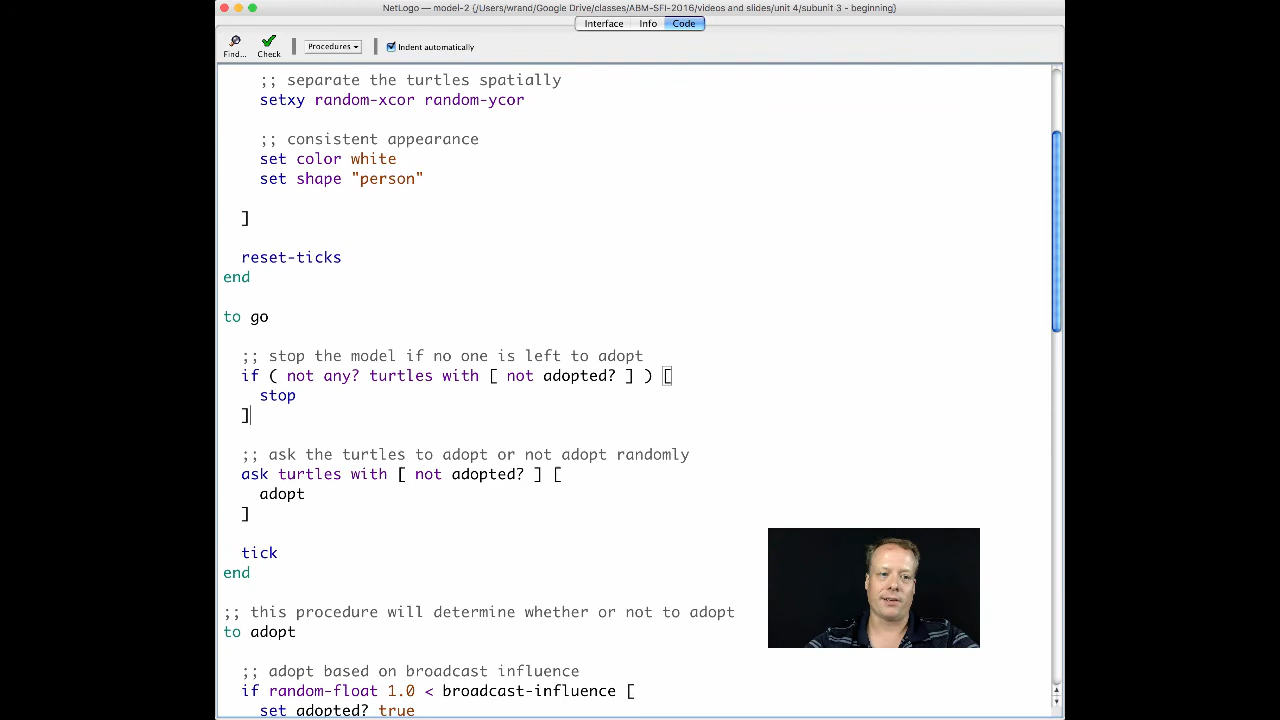 NetLogo — model-2 {/Users/wrand/Google Drive/classes/ABM-SFI-2016/videos and slides/unit 4/subunit 3 - beginning}
Interface Info Code
Find... Check Procedures Indent automatically
;; separate the turtles spatially
setxy random-xcor random-ycor
;; consistent appearance
set color white
set shape "person"
]
reset-ticks
end
to go
;; stop the model if no one is left to adopt
if ( not any? turtles with [ not adopted? ] ) [
stop
]
;; ask the turtles to adopt or not adopt randomly
ask turtles with [ not adopted? ] [
adopt
]
tick
end
;; this procedure will determine whether or not to adopt
to adopt
;; adopt based on broadcast influence
if random-float 1.0 < broadcast-influence [
set adopted? true